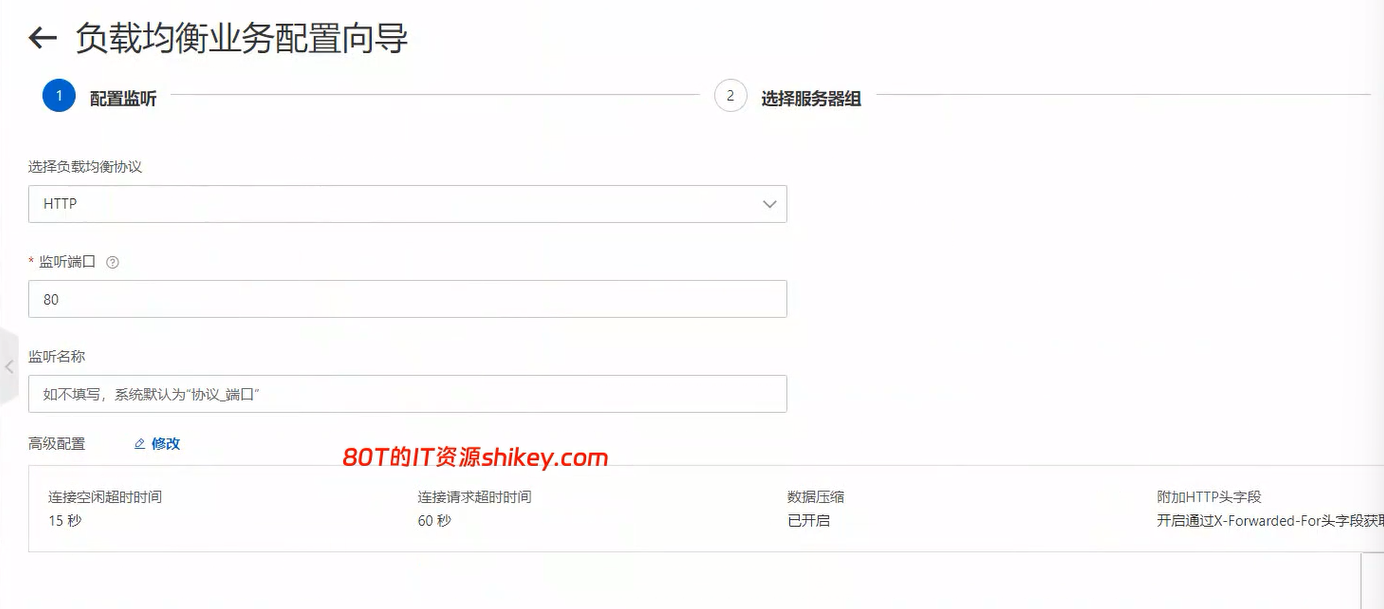 负载均衡业务配置向导
1 配置监听 2 选择服务器组
选择负载均衡协议
HTTP
* 监听端口
80
监听名称
如不填写，系统默认为“协议_端口”
高级配置 修改
80T的IT资源shikey.com
连接空闲超时时间 连接请求超时时间 数据压缩 附加HTTP头字段
15 秒 60 秒 已开启 开启通过X-Forwarded-For头字段获取